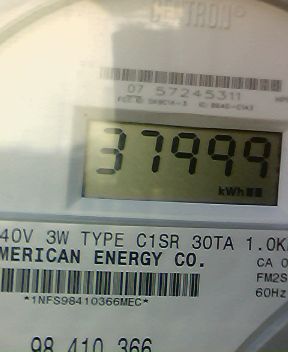 CENTRON®
07 57245311
37999
kWh
40V 3W TYPE C1SR 30TA 1.0K
MERICAN ENERGY CO.
CA 0
FM2S
60Hz
*1NFS98410366MEC*
98 410 366